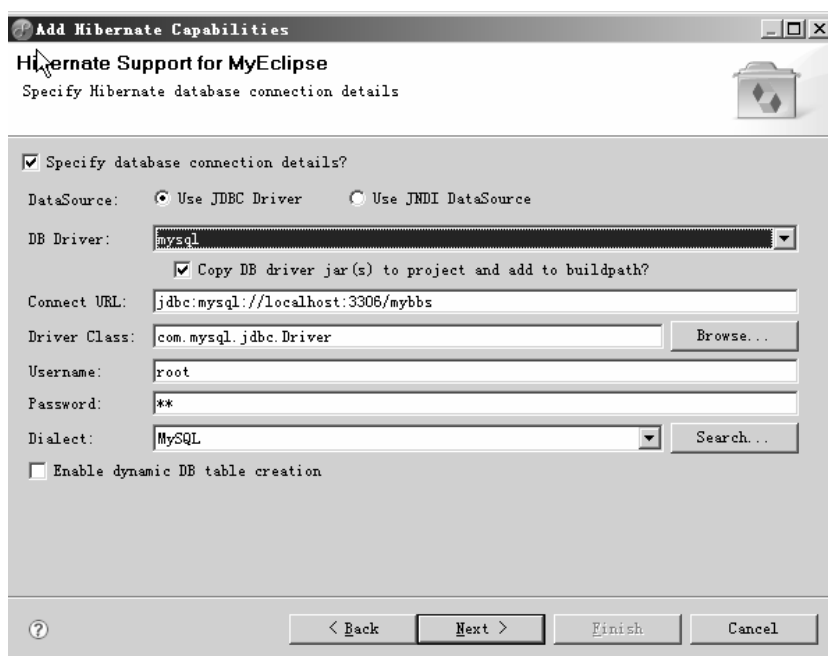 Add Hibernate Capabilities
Hibernate Support for MyEclipse
Specify Hibernate database connection details
Specify database connection details?
DataSource: Use JDBC Driver Use JNDI DataSource
DB Driver: mysql
Copy DB driver jar(s) to project and add to buildpath?
Connect URL: jdbc:mysql://localhost:3306/mybbs
Driver Class: com.mysql.jdbc.Driver Browse...
Username: root
Password: **
Dialect: MySQL Search...
Enable dynamic DB table creation
? < Back Next > Finish Cancel